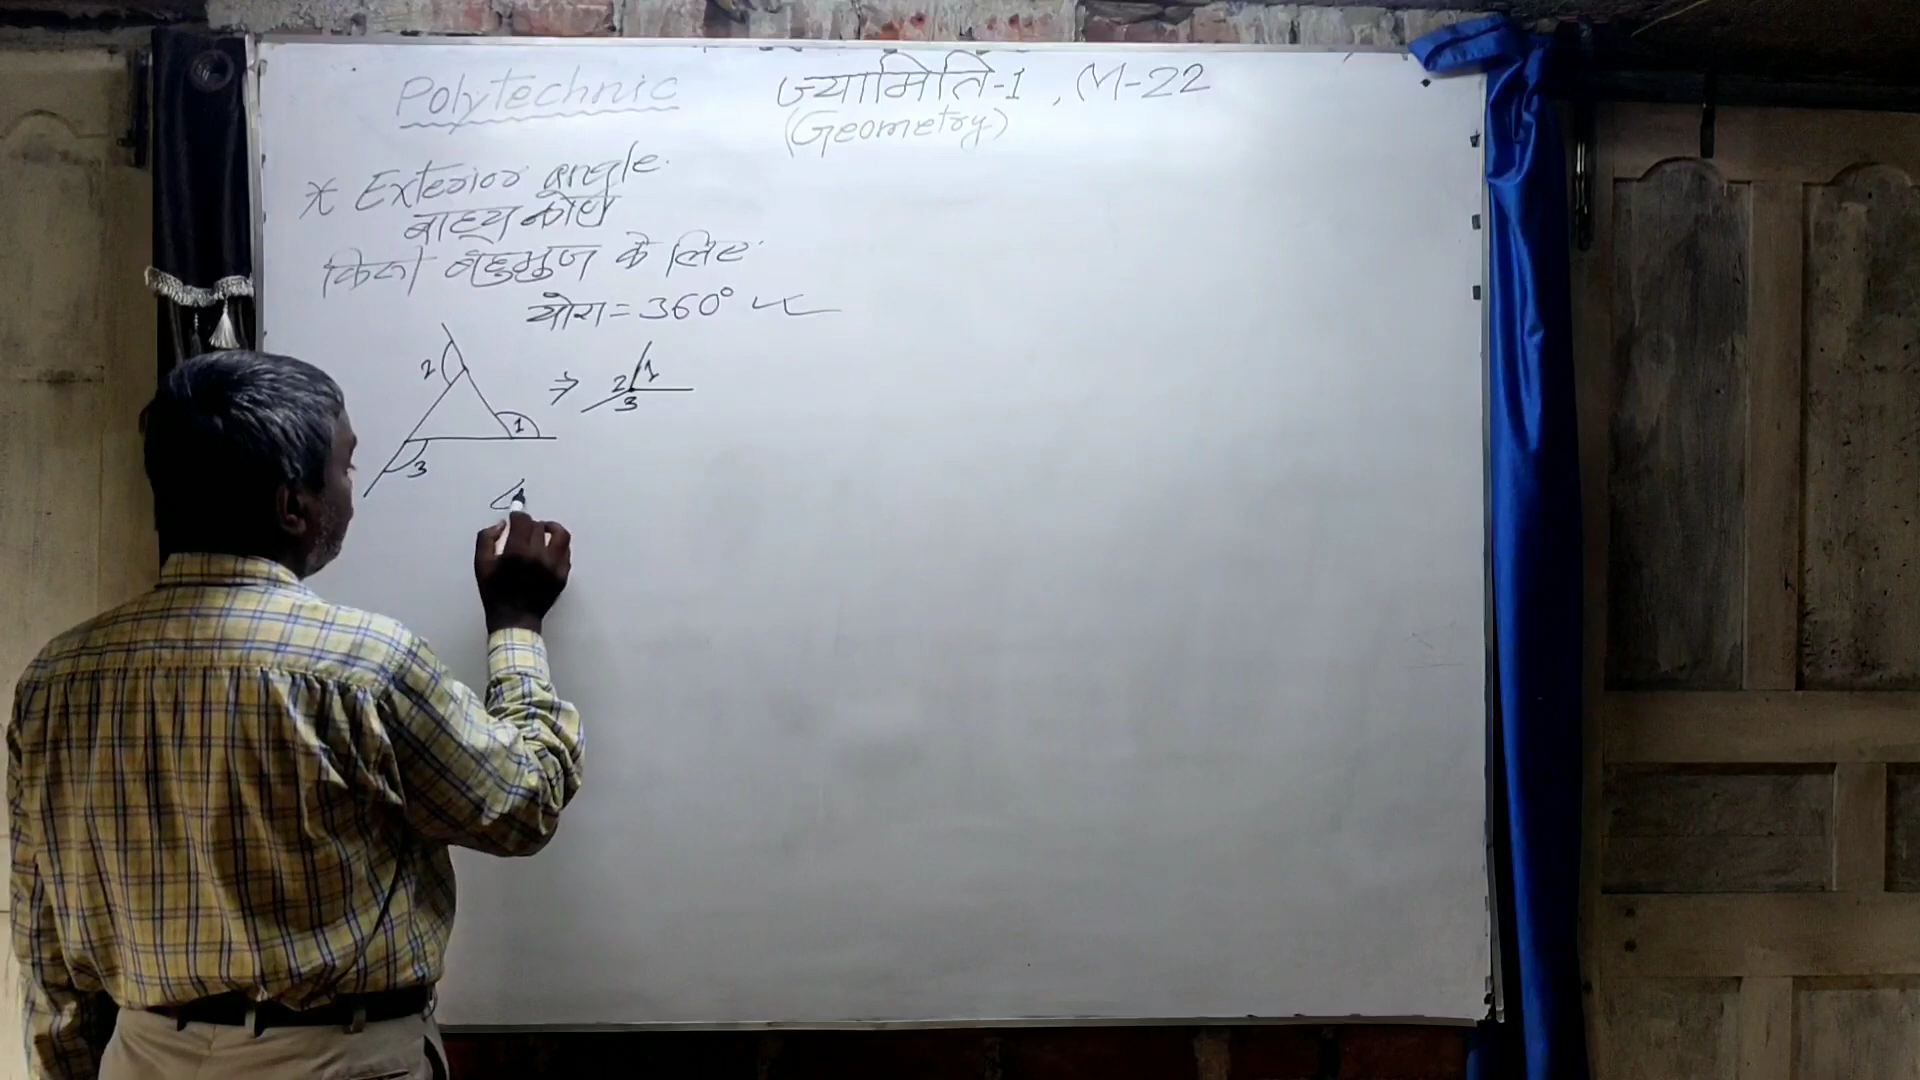 Polytechnic
ज्यामिति-1, M-22
(Geometry)
* Exterior angle.
बाह्य कोण
किसी बहुभुज के लिए
योग = 360°
2
1
3
⇒
2 1
3